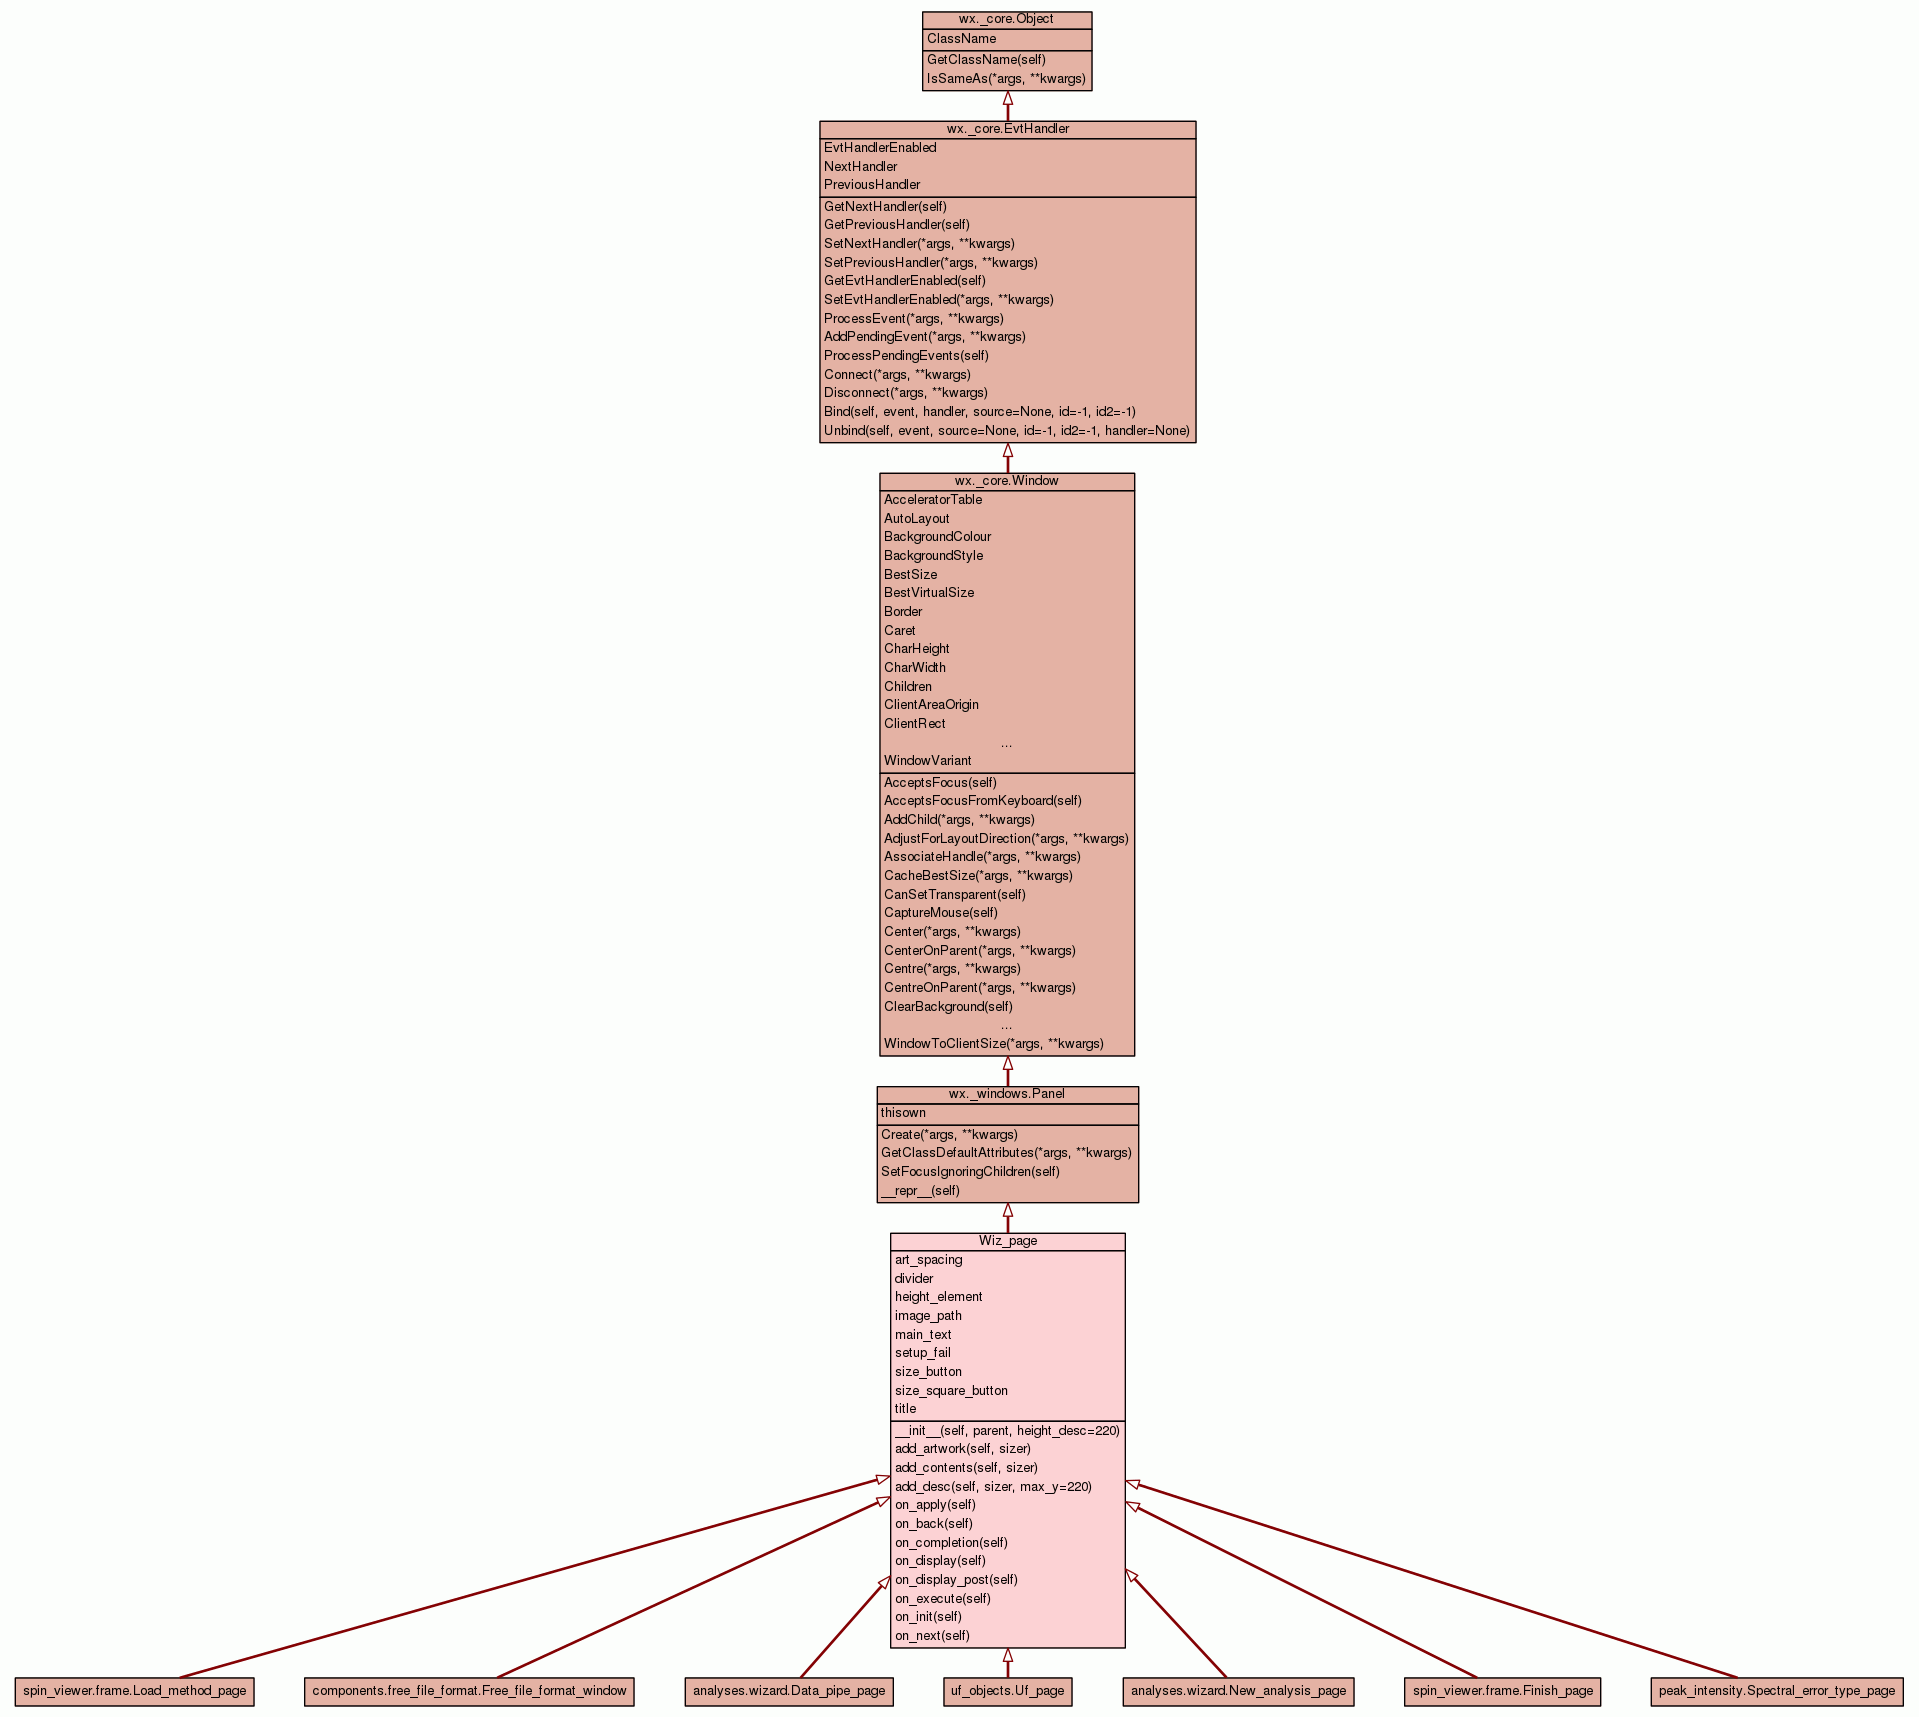 wx._core.Object
ClassName
GetClassName(self)
IsSameAs(*args, **kwargs)
wx._core.EvtHandler
EvtHandlerEnabled
NextHandler
PreviousHandler
GetNextHandler(self)
GetPreviousHandler(self)
SetNextHandler(*args, **kwargs)
SetPreviousHandler(*args, **kwargs)
GetEvtHandlerEnabled(self)
SetEvtHandlerEnabled(*args, **kwargs)
ProcessEvent(*args, **kwargs)
AddPendingEvent(*args, **kwargs)
ProcessPendingEvents(self)
Connect(*args, **kwargs)
Disconnect(*args, **kwargs)
Bind(self, event, handler, source=None, id=-1, id2=-1)
Unbind(self, event, source=None, id=-1, id2=-1, handler=None)
wx._core.Window
AcceleratorTable
AutoLayout
BackgroundColour
BackgroundStyle
BestSize
BestVirtualSize
Border
Caret
CharHeight
CharWidth
Children
ClientAreaOrigin
ClientRect
...
WindowVariant
AcceptsFocus(self)
AcceptsFocusFromKeyboard(self)
AddChild(*args, **kwargs)
AdjustForLayoutDirection(*args, **kwargs)
AssociateHandle(*args, **kwargs)
CacheBestSize(*args, **kwargs)
CanSetTransparent(self)
CaptureMouse(self)
Center(*args, **kwargs)
CenterOnParent(*args, **kwargs)
Centre(*args, **kwargs)
CentreOnParent(*args, **kwargs)
ClearBackground(self)
...
WindowToClientSize(*args, **kwargs)
wx._windows.Panel
thisown
Create(*args, **kwargs)
GetClassDefaultAttributes(*args, **kwargs)
SetFocusIgnoringChildren(self)
__repr__(self)
Wiz_page
art_spacing
divider
height_element
image_path
main_text
setup_fail
size_button
size_square_button
title
__init__(self, parent, height_desc=220)
add_artwork(self, sizer)
add_contents(self, sizer)
add_desc(self, sizer, max_y=220)
on_apply(self)
on_back(self)
on_completion(self)
on_display(self)
on_display_post(self)
on_execute(self)
on_init(self)
on_next(self)
spin_viewer.frame.Load_method_page
components.free_file_format.Free_file_format_window
analyses.wizard.Data_pipe_page
uf_objects.Uf_page
analyses.wizard.New_analysis_page
spin_viewer.frame.Finish_page
peak_intensity.Spectral_error_type_page